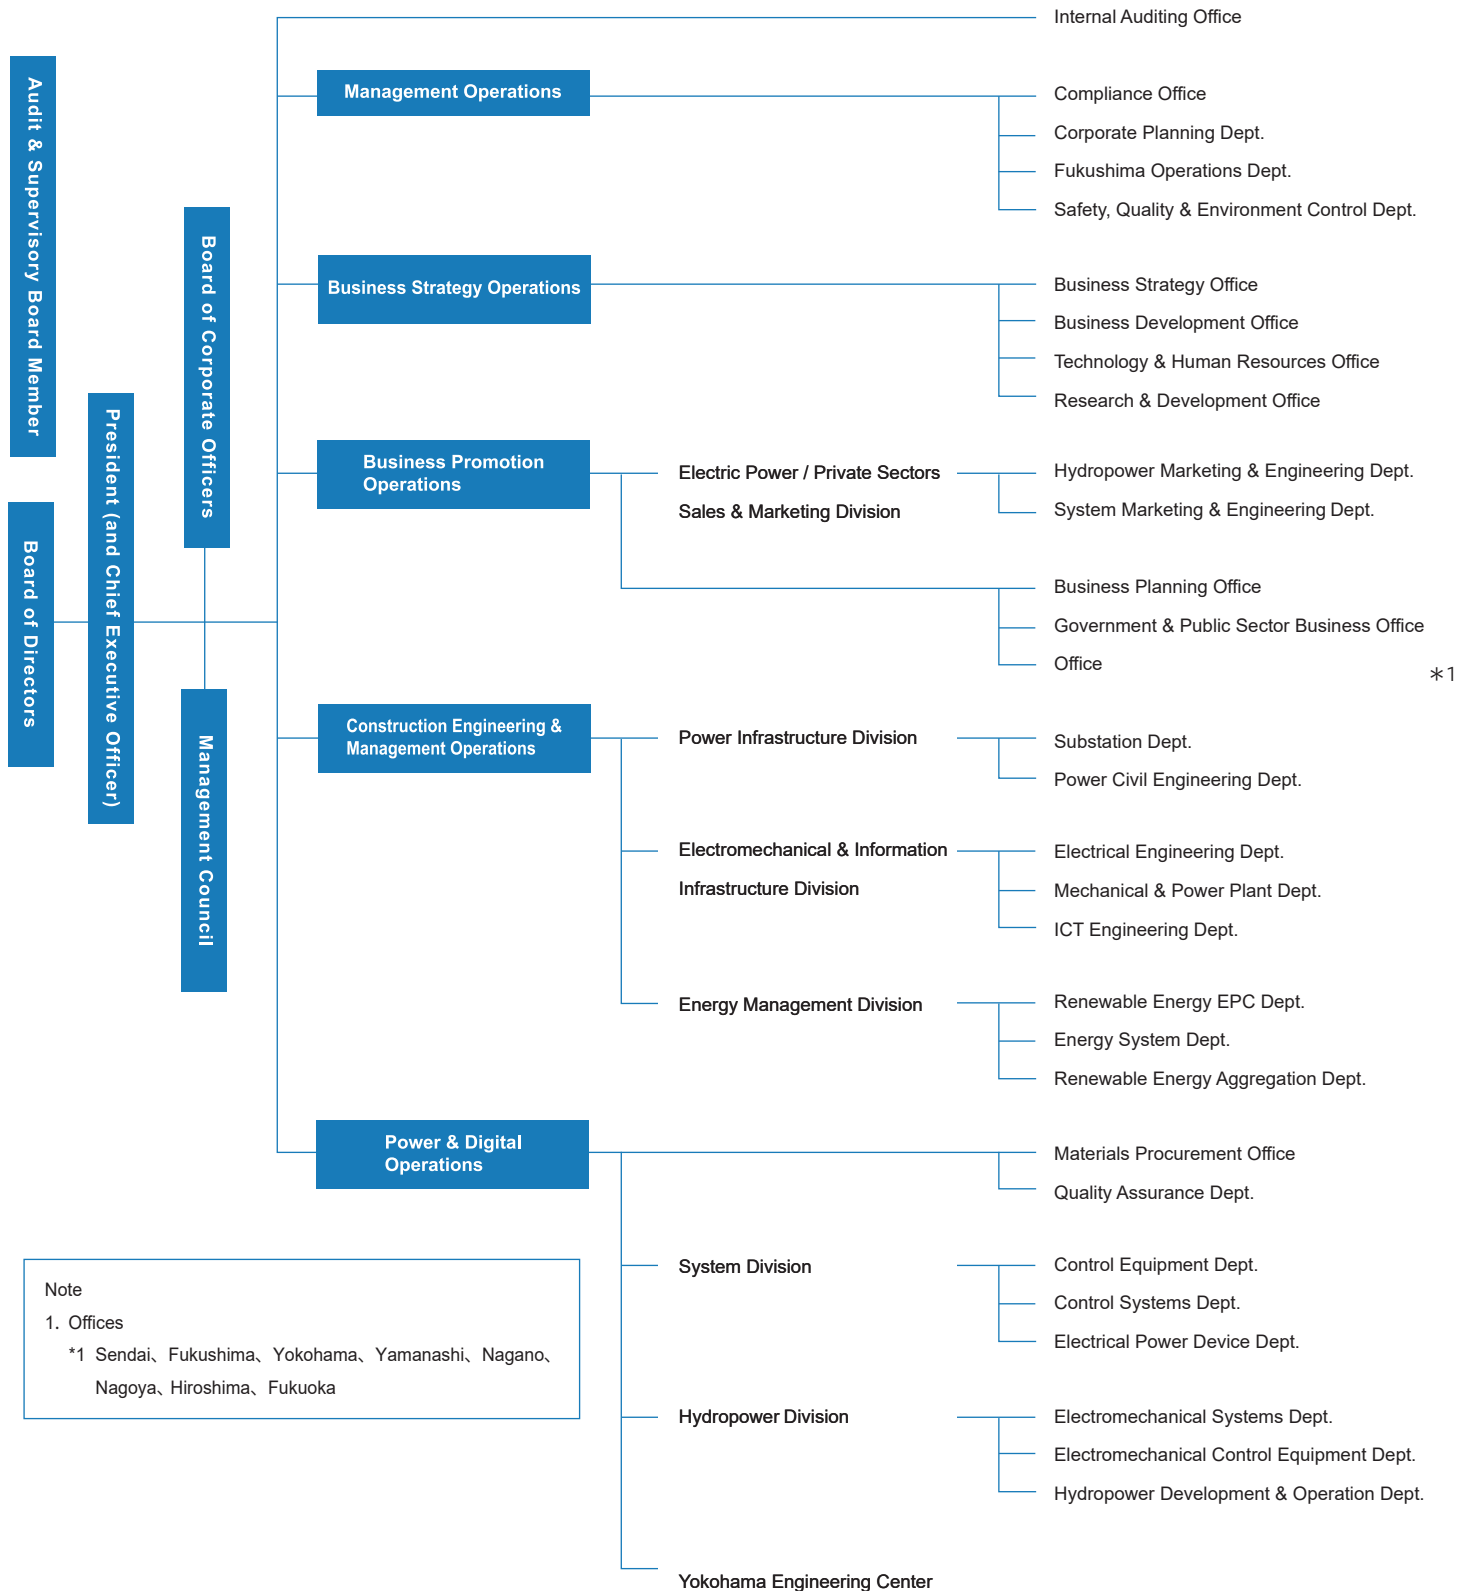 Audit & Supervisory Board Member
Board of Directors
President (and Chief Executive Officer)
Board of Corporate Officers
Management Council
Internal Auditing Office
Management Operations
Compliance Office
Corporate Planning Dept.
Fukushima Operations Dept.
Safety, Quality & Environment Control Dept.
Business Strategy Operations
Business Strategy Office
Business Development Office
Technology & Human Resources Office
Research & Development Office
Business Promotion
Operations
Electric Power / Private Sectors
Sales & Marketing Division
Hydropower Marketing & Engineering Dept.
System Marketing & Engineering Dept.
Business Planning Office
Government & Public Sector Business Office
Office
＊1
Construction Engineering &
Management Operations
Power Infrastructure Division
Substation Dept.
Power Civil Engineering Dept.
Electromechanical & Information
Infrastructure Division
Electrical Engineering Dept.
Mechanical & Power Plant Dept.
ICT Engineering Dept.
Energy Management Division
Renewable Energy EPC Dept.
Energy System Dept.
Renewable Energy Aggregation Dept.
Power & Digital
Operations
Materials Procurement Office
Quality Assurance Dept.
System Division
Control Equipment Dept.
Control Systems Dept.
Electrical Power Device Dept.
Hydropower Division
Electromechanical Systems Dept.
Electromechanical Control Equipment Dept.
Hydropower Development & Operation Dept.
Yokohama Engineering Center
Note
1. Offices
*1 Sendai、Fukushima、Yokohama、Yamanashi、Nagano、
Nagoya、Hiroshima、Fukuoka